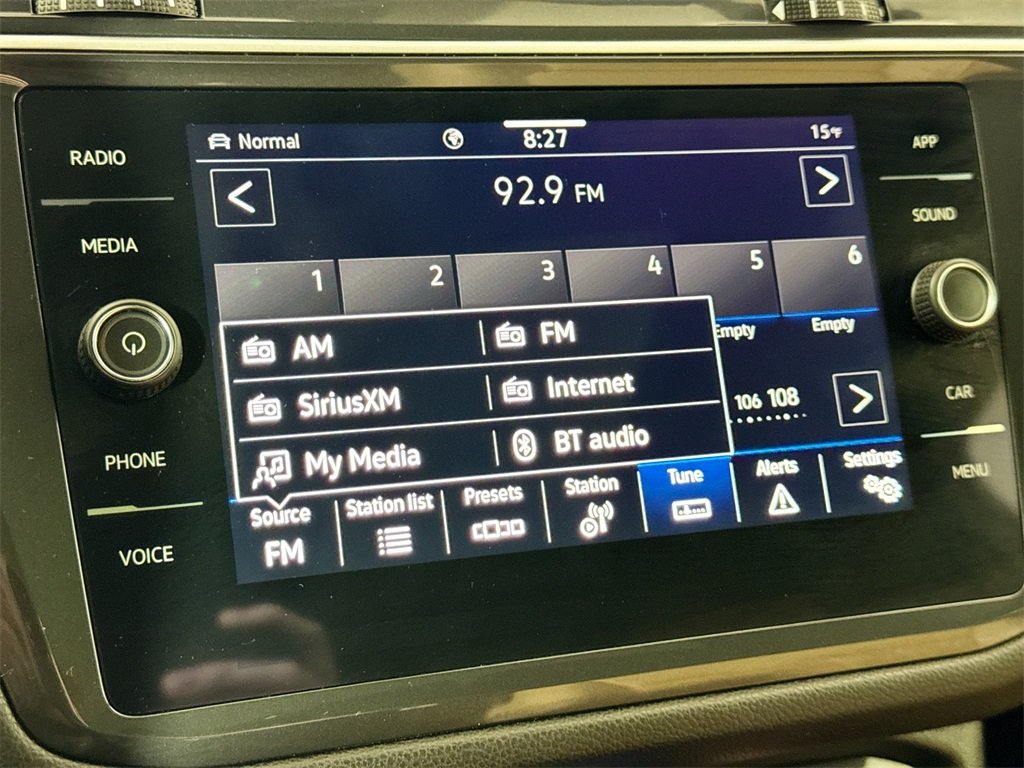 RADIO
MEDIA
PHONE
VOICE
Normal
8:27
15°F
<
92.9 FM
>
1 2 3 4 5 6
Empty Empty
AM FM
SiriusXM Internet
My Media BT audio
106 108 >
Source Station list Presets Station Tune Alerts Settings
FM
APP
SOUND
CAR
MENU